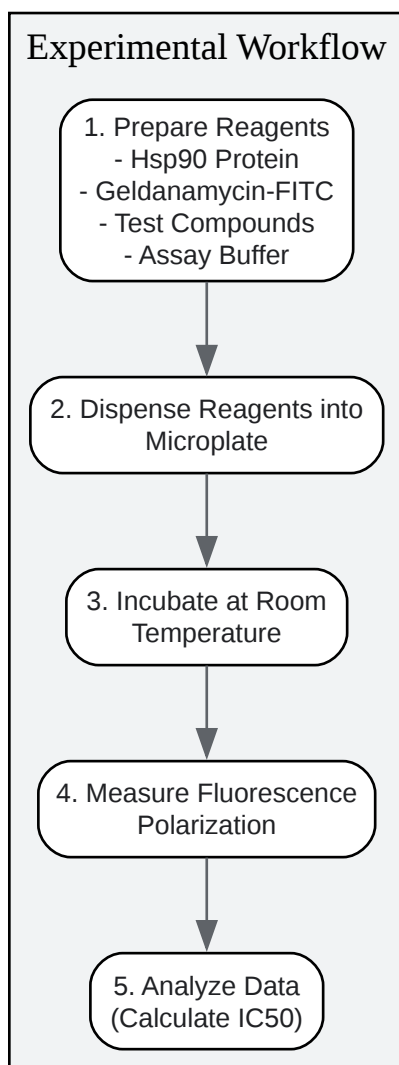 Experimental Workflow
1. Prepare Reagents
- Hsp90 Protein
- Geldanamycin-FITC
- Test Compounds
- Assay Buffer
2. Dispense Reagents into
Microplate
3. Incubate at Room
Temperature
4. Measure Fluorescence
Polarization
5. Analyze Data
(Calculate IC50)